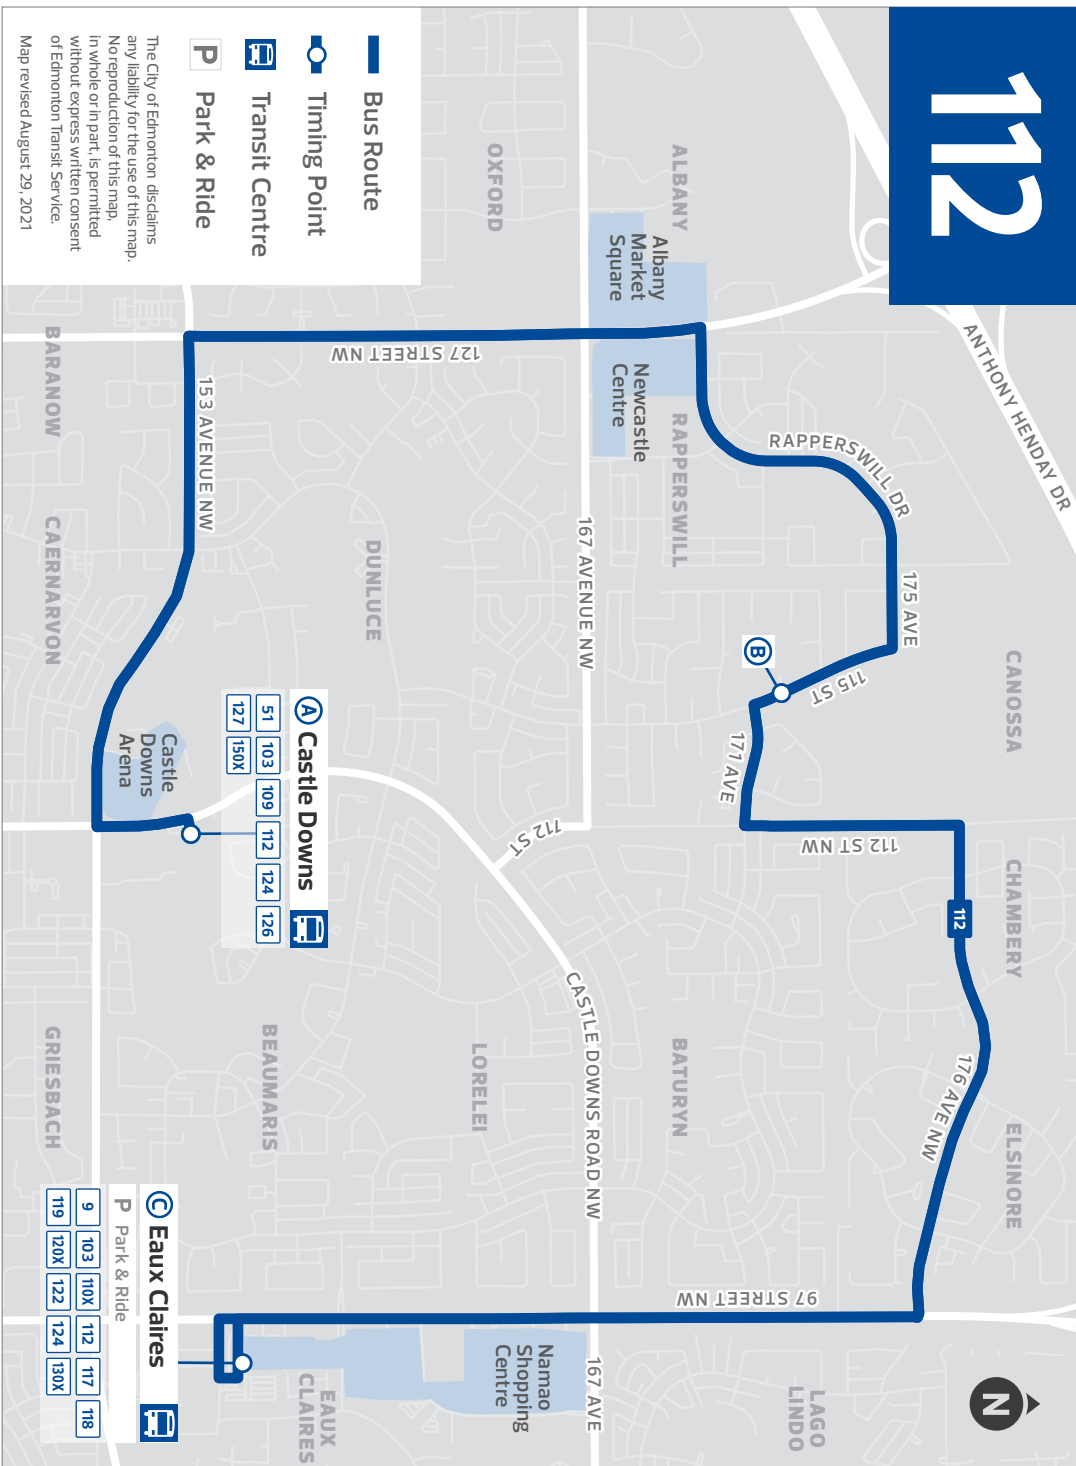 112
Bus Route
Timing Point
Transit Centre
P
Park & Ride
The City of Edmonton disclaims
any liability for the use of this map.
No reproduction of this map,
in whole or in part, is permitted
without express written consent
of Edmonton Transit Service.
Map revised August 29, 2021
ANTHONY HENDAY DR
ALBANY
OXFORD
Albany
Market
Square
Newcastle
Centre
RAPPERSWILL
RAPPERSWILL DR
175 AVE
115 ST
B
171 AVE
112 ST NW
112
176 AVE NW
CANOSSA
CHAMBERY
ELSINORE
127 STREET NW
153 AVENUE NW
167 AVENUE NW
112 ST
CASTLE DOWNS ROAD NW
BARANOW
CAERNARVON
DUNLUCE
Castle
Downs
Arena
A Castle Downs
51 103 109 112 124 126
127 150X
GRIESBACH
BEAUMARIS
LORELEI
BATURYN
97 STREET NW
167 AVE
Namao
Shopping
Centre
EAUX
CLAIRES
LAGO
LINDO
C Eaux Claires
P Park & Ride
9 103 110X 112 117 118
119 120X 122 124 130X
N